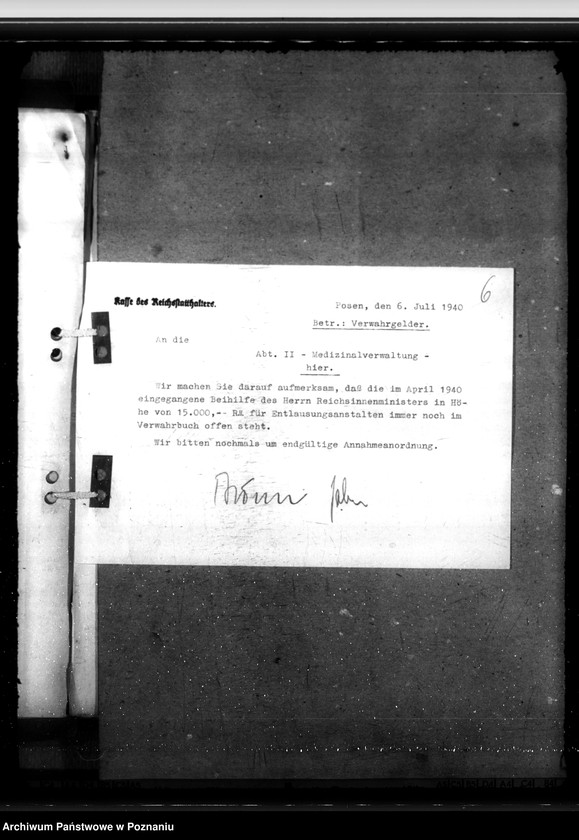 6
Kasse des Reichsstatthalters.
Posen, den 6. Juli 1940
Betr.: Verwahrgelder.
An die
Abt. II - Medizinalverwaltung -
hier.
Wir machen Sie darauf aufmerksam, daß die im April 1940
eingegangene Beihilfe des Herrn Reichsinnenministers in Hö-
he von 15.000,-- RM für Entlausungsanstalten immer noch im
Verwahrbuch offen steht.
Wir bitten nochmals um endgültige Annahmeanordnung.
Archiwum Państwowe w Poznaniu